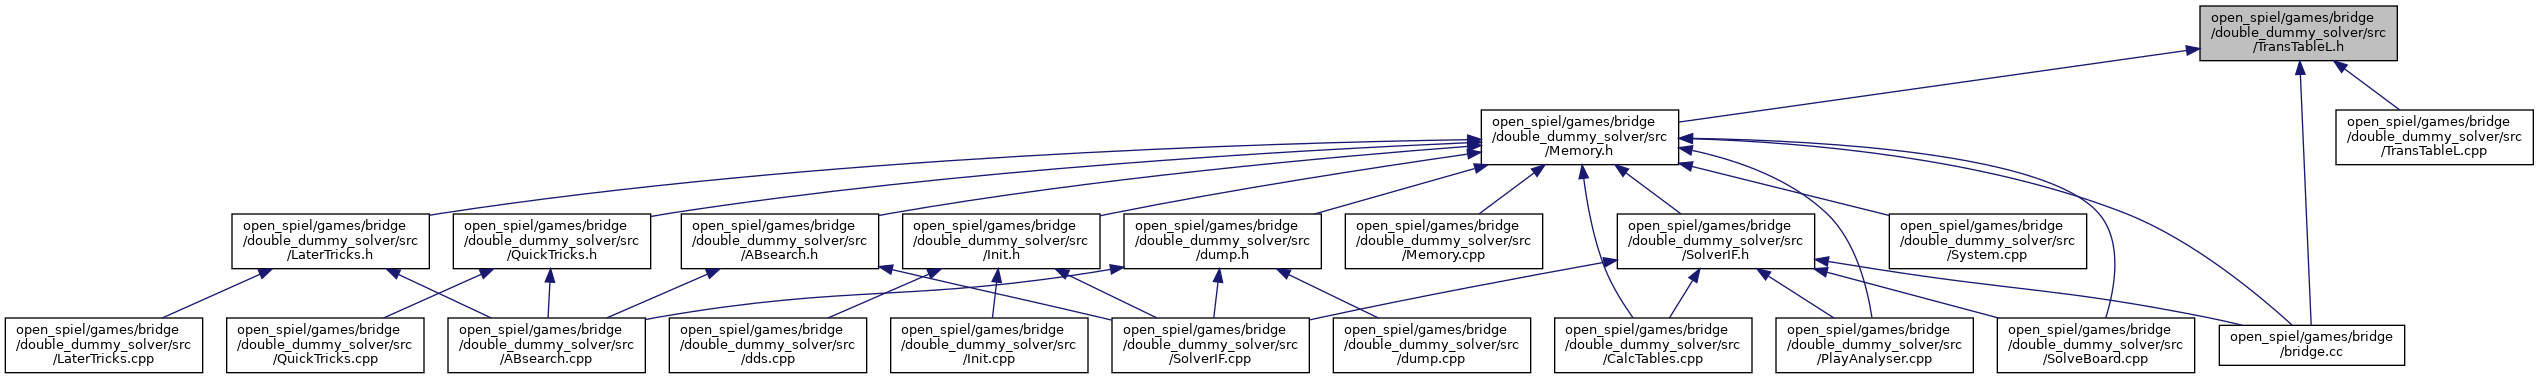 open_spiel/games/bridge
/double_dummy_solver/src
/TransTableL.h
open_spiel/games/bridge
/double_dummy_solver/src
/Memory.h
open_spiel/games/bridge
/double_dummy_solver/src
/TransTableL.cpp
open_spiel/games/bridge
/double_dummy_solver/src
/LaterTricks.h
open_spiel/games/bridge
/double_dummy_solver/src
/QuickTricks.h
open_spiel/games/bridge
/double_dummy_solver/src
/ABsearch.h
open_spiel/games/bridge
/double_dummy_solver/src
/Init.h
open_spiel/games/bridge
/double_dummy_solver/src
/dump.h
open_spiel/games/bridge
/double_dummy_solver/src
/Memory.cpp
open_spiel/games/bridge
/double_dummy_solver/src
/SolverIF.h
open_spiel/games/bridge
/double_dummy_solver/src
/System.cpp
open_spiel/games/bridge
/double_dummy_solver/src
/LaterTricks.cpp
open_spiel/games/bridge
/double_dummy_solver/src
/QuickTricks.cpp
open_spiel/games/bridge
/double_dummy_solver/src
/ABsearch.cpp
open_spiel/games/bridge
/double_dummy_solver/src
/dds.cpp
open_spiel/games/bridge
/double_dummy_solver/src
/Init.cpp
open_spiel/games/bridge
/double_dummy_solver/src
/SolverIF.cpp
open_spiel/games/bridge
/double_dummy_solver/src
/dump.cpp
open_spiel/games/bridge
/double_dummy_solver/src
/CalcTables.cpp
open_spiel/games/bridge
/double_dummy_solver/src
/PlayAnalyser.cpp
open_spiel/games/bridge
/double_dummy_solver/src
/SolveBoard.cpp
open_spiel/games/bridge
/bridge.cc